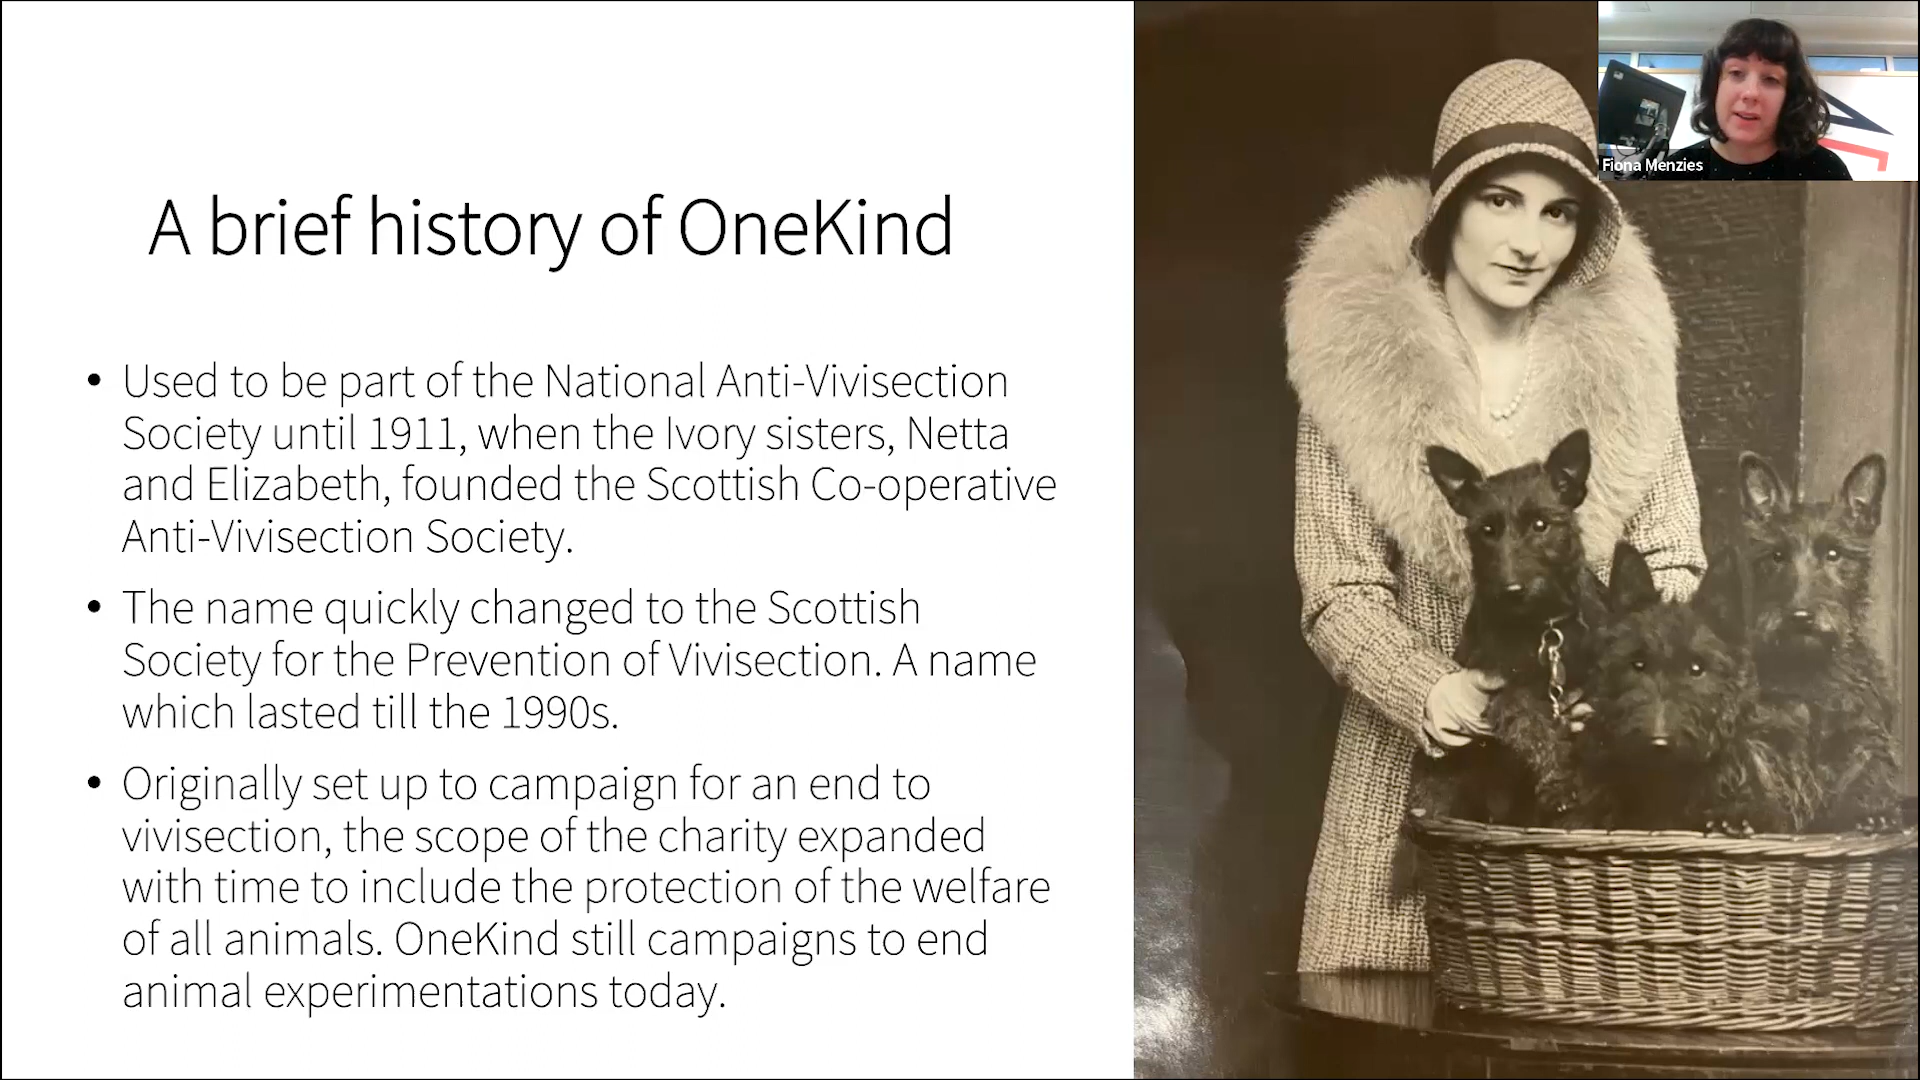 Fiona Menzies
A brief history of OneKind
• Used to be part of the National Anti-Vivisection
Society until 1911, when the Ivory sisters, Netta
and Elizabeth, founded the Scottish Co-operative
Anti-Vivisection Society.
• The name quickly changed to the Scottish
Society for the Prevention of Vivisection. A name
which lasted till the 1990s.
• Originally set up to campaign for an end to
vivisection, the scope of the charity expanded
with time to include the protection of the welfare
of all animals. OneKind still campaigns to end
animal experimentations today.